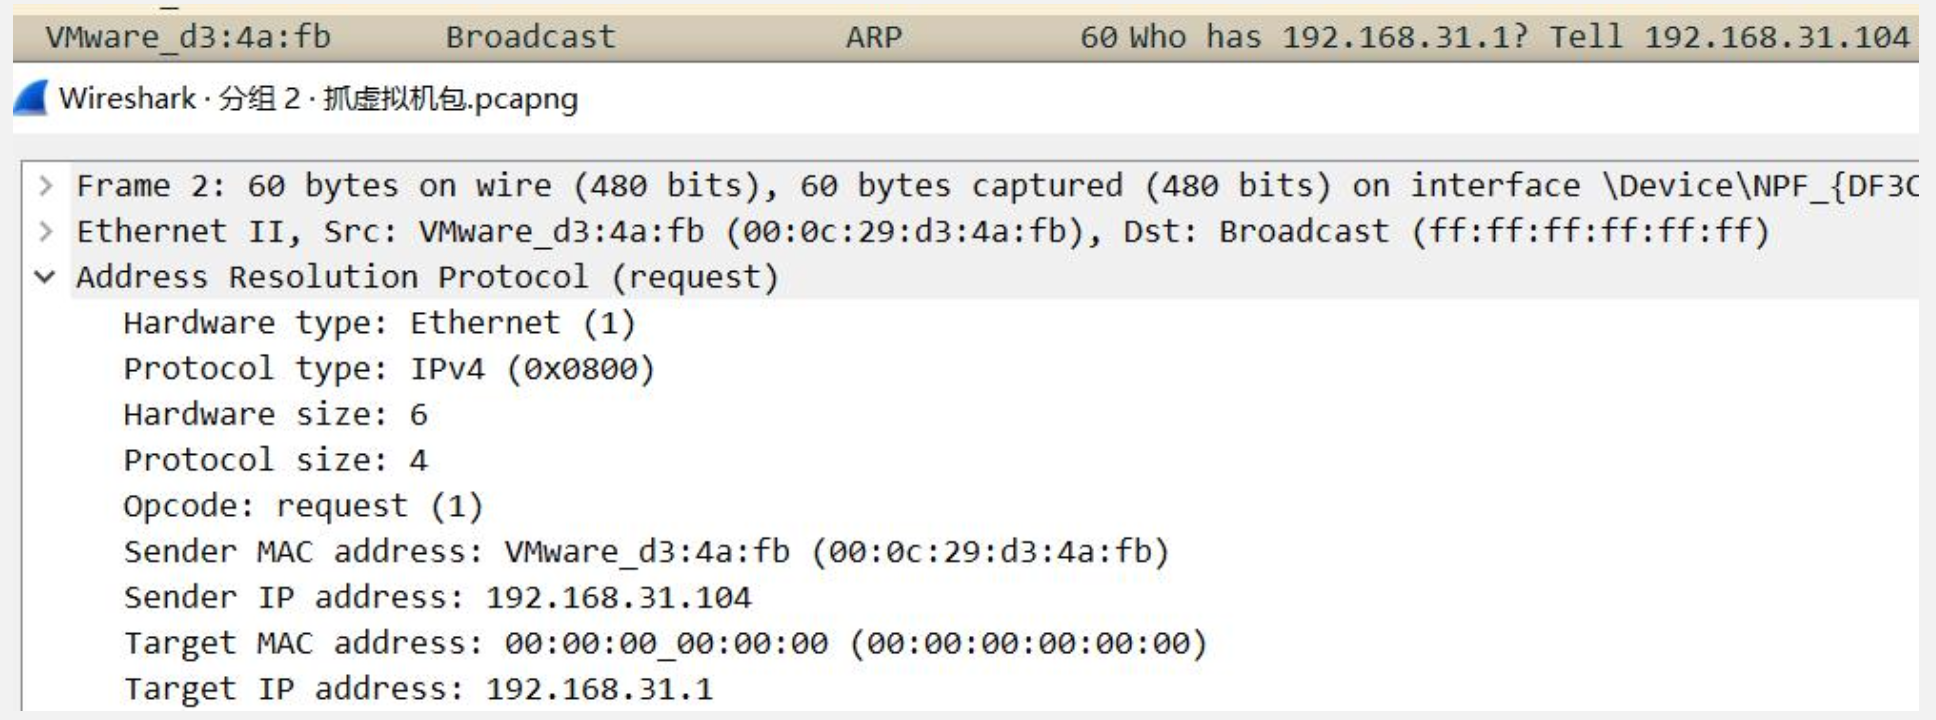 VMware_d3:4a:fb Broadcast ARP 60 Who has 192.168.31.1? Tell 192.168.31.104
Wireshark · 分组 2 · 抓虚拟机包.pcapng
Frame 2: 60 bytes on wire (480 bits), 60 bytes captured (480 bits) on interface \Device\NPF_{DF3C
Ethernet II, Src: VMware_d3:4a:fb (00:0c:29:d3:4a:fb), Dst: Broadcast (ff:ff:ff:ff:ff:ff)
Address Resolution Protocol (request)
Hardware type: Ethernet (1)
Protocol type: IPv4 (0x0800)
Hardware size: 6
Protocol size: 4
Opcode: request (1)
Sender MAC address: VMware_d3:4a:fb (00:0c:29:d3:4a:fb)
Sender IP address: 192.168.31.104
Target MAC address: 00:00:00_00:00:00 (00:00:00:00:00:00)
Target IP address: 192.168.31.1